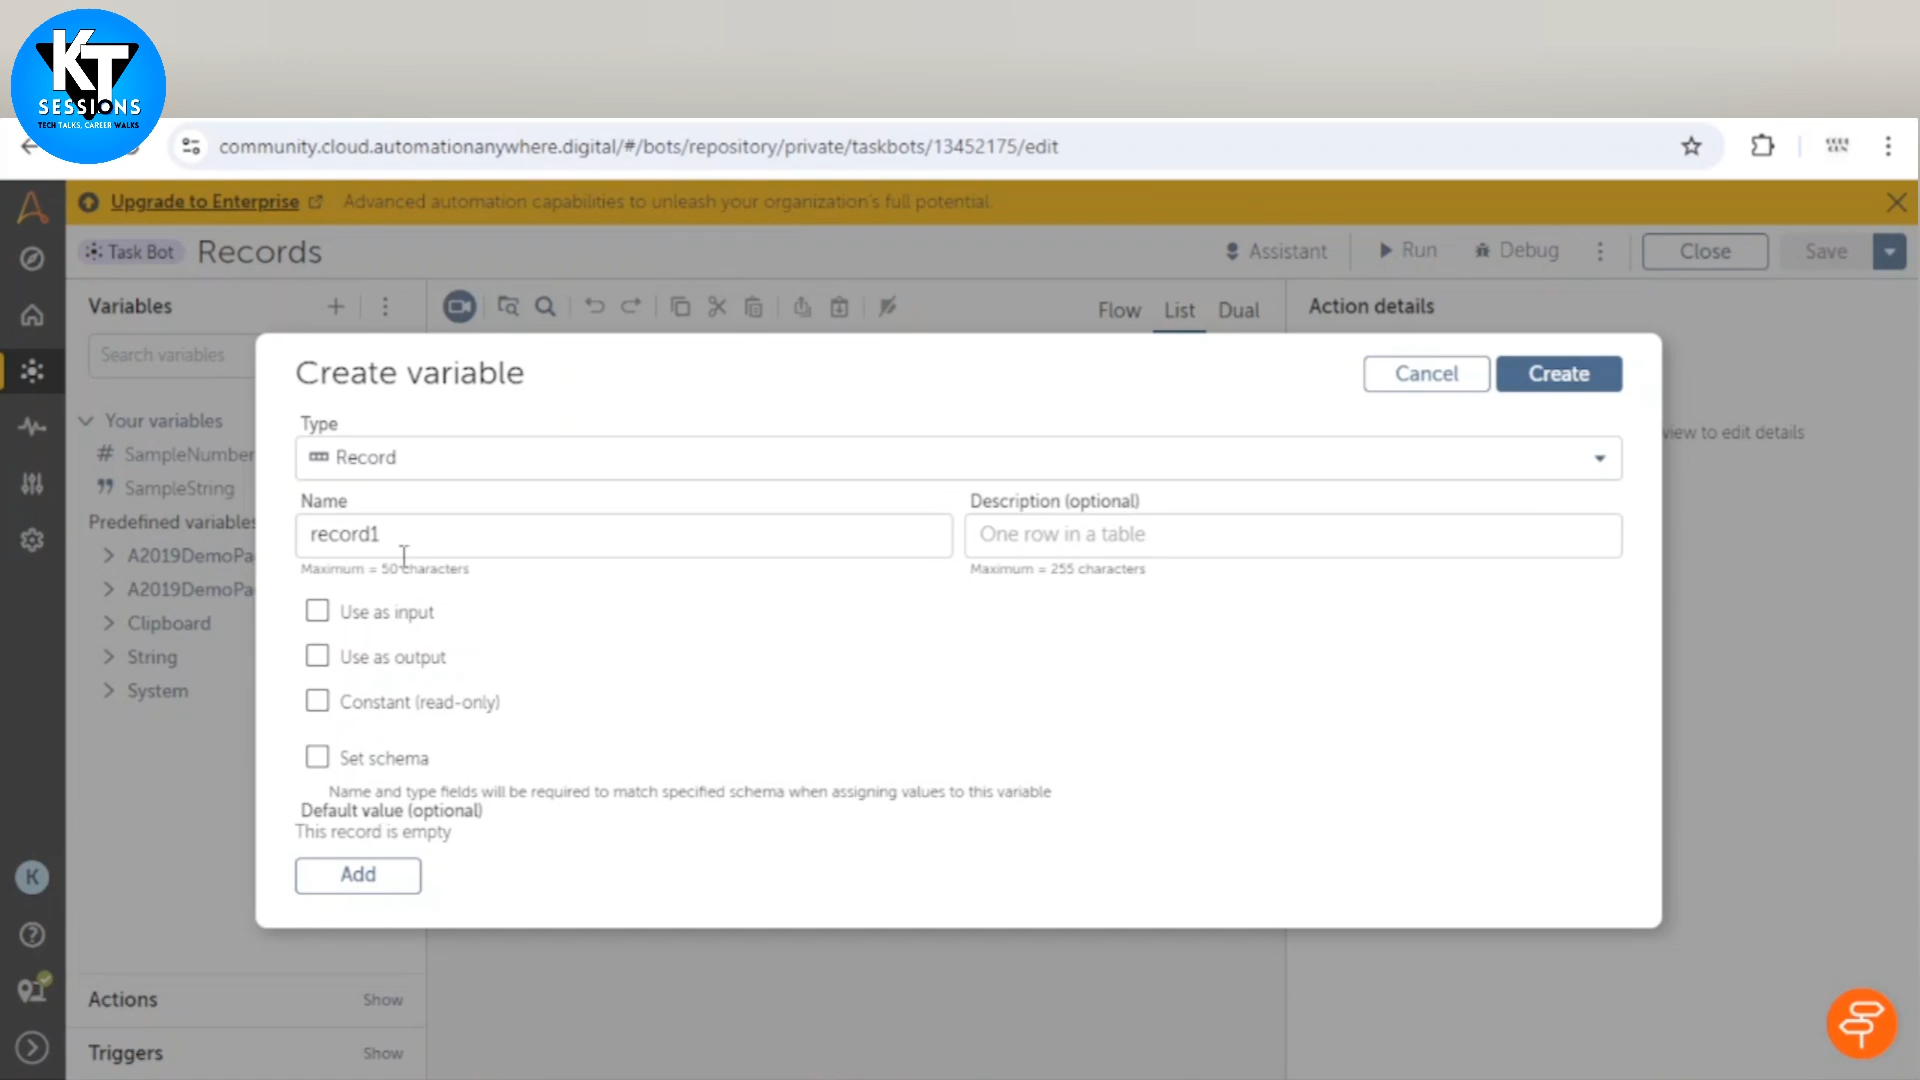 KT
SESSIONS
TECH TALKS, CAREER WALKS
community.cloud.automationanywhere.digital/#/bots/repository/private/taskbots/13452175/edit
Upgrade to Enterprise Advanced automation capabilities to unleash your organization's full potential.
Task Bot Records Assistant Run Debug Close Save
Variables Flow List Dual Action details
Search variables
Create variable Cancel Create
Type
Your variables view to edit details
# SampleNumber Record
SampleString
Name Description (optional)
Predefined variables
record1 One row in a table
A2019DemoPa
Maximum = 50 characters Maximum = 255 characters
A2019DemoPa
Use as input
Clipboard
String Use as output
System
Constant (read-only)
Set schema
Name and type fields will be required to match specified schema when assigning values to this variable
Default value (optional)
This record is empty
K Add
Actions Show
Triggers Show